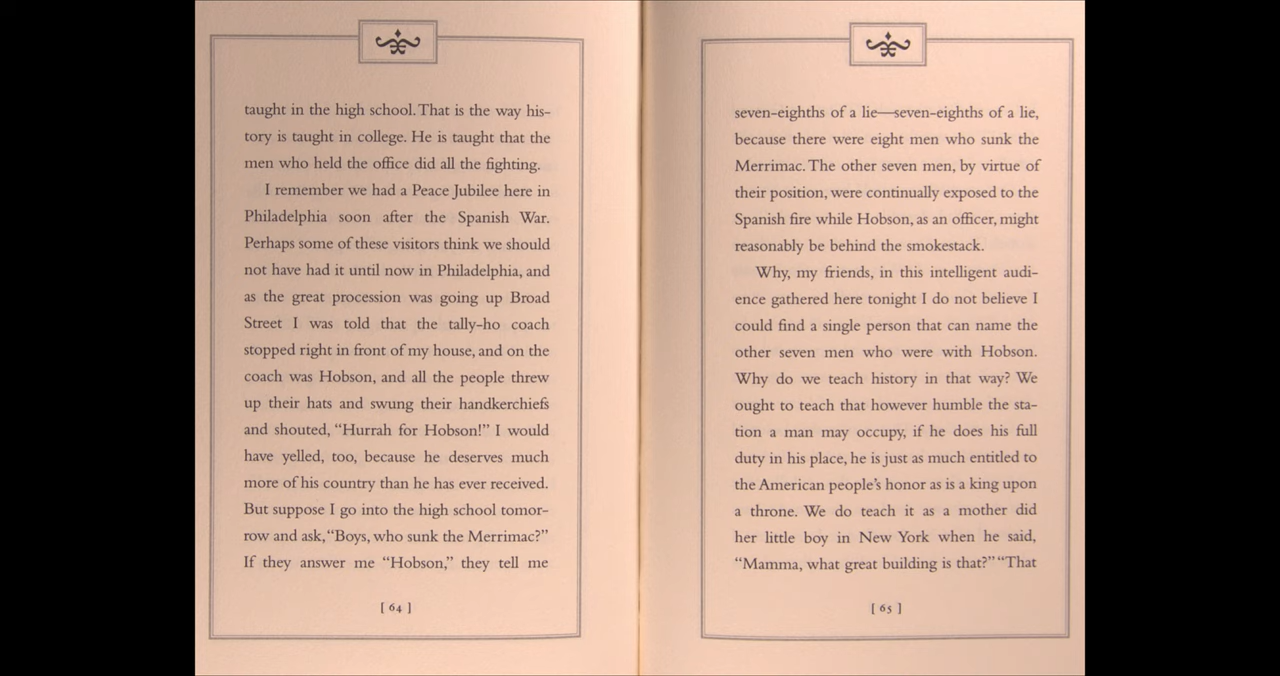 taught in the high school. That is the way his-
tory is taught in college. He is taught that the
men who held the office did all the fighting.
I remember we had a Peace Jubilee here in
Philadelphia soon after the Spanish War.
Perhaps some of these visitors think we should
not have had it until now in Philadelphia, and
as the great procession was going up Broad
Street I was told that the tally-ho coach
stopped right in front of my house, and on the
coach was Hobson, and all the people threw
up their hats and swung their handkerchiefs
and shouted, “Hurrah for Hobson!” I would
have yelled, too, because he deserves much
more of his country than he has ever received.
But suppose I go into the high school tomor-
row and ask, “Boys, who sunk the Merrimac?”
If they answer me “Hobson,” they tell me
[ 64 ]
seven-eighths of a lie—seven-eighths of a lie,
because there were eight men who sunk the
Merrimac. The other seven men, by virtue of
their position, were continually exposed to the
Spanish fire while Hobson, as an officer, might
reasonably be behind the smokestack.
Why, my friends, in this intelligent audi-
ence gathered here tonight I do not believe I
could find a single person that can name the
other seven men who were with Hobson.
Why do we teach history in that way? We
ought to teach that however humble the sta-
tion a man may occupy, if he does his full
duty in his place, he is just as much entitled to
the American people’s honor as is a king upon
a throne. We do teach it as a mother did
her little boy in New York when he said,
“Mamma, what great building is that?” “That
[ 65 ]